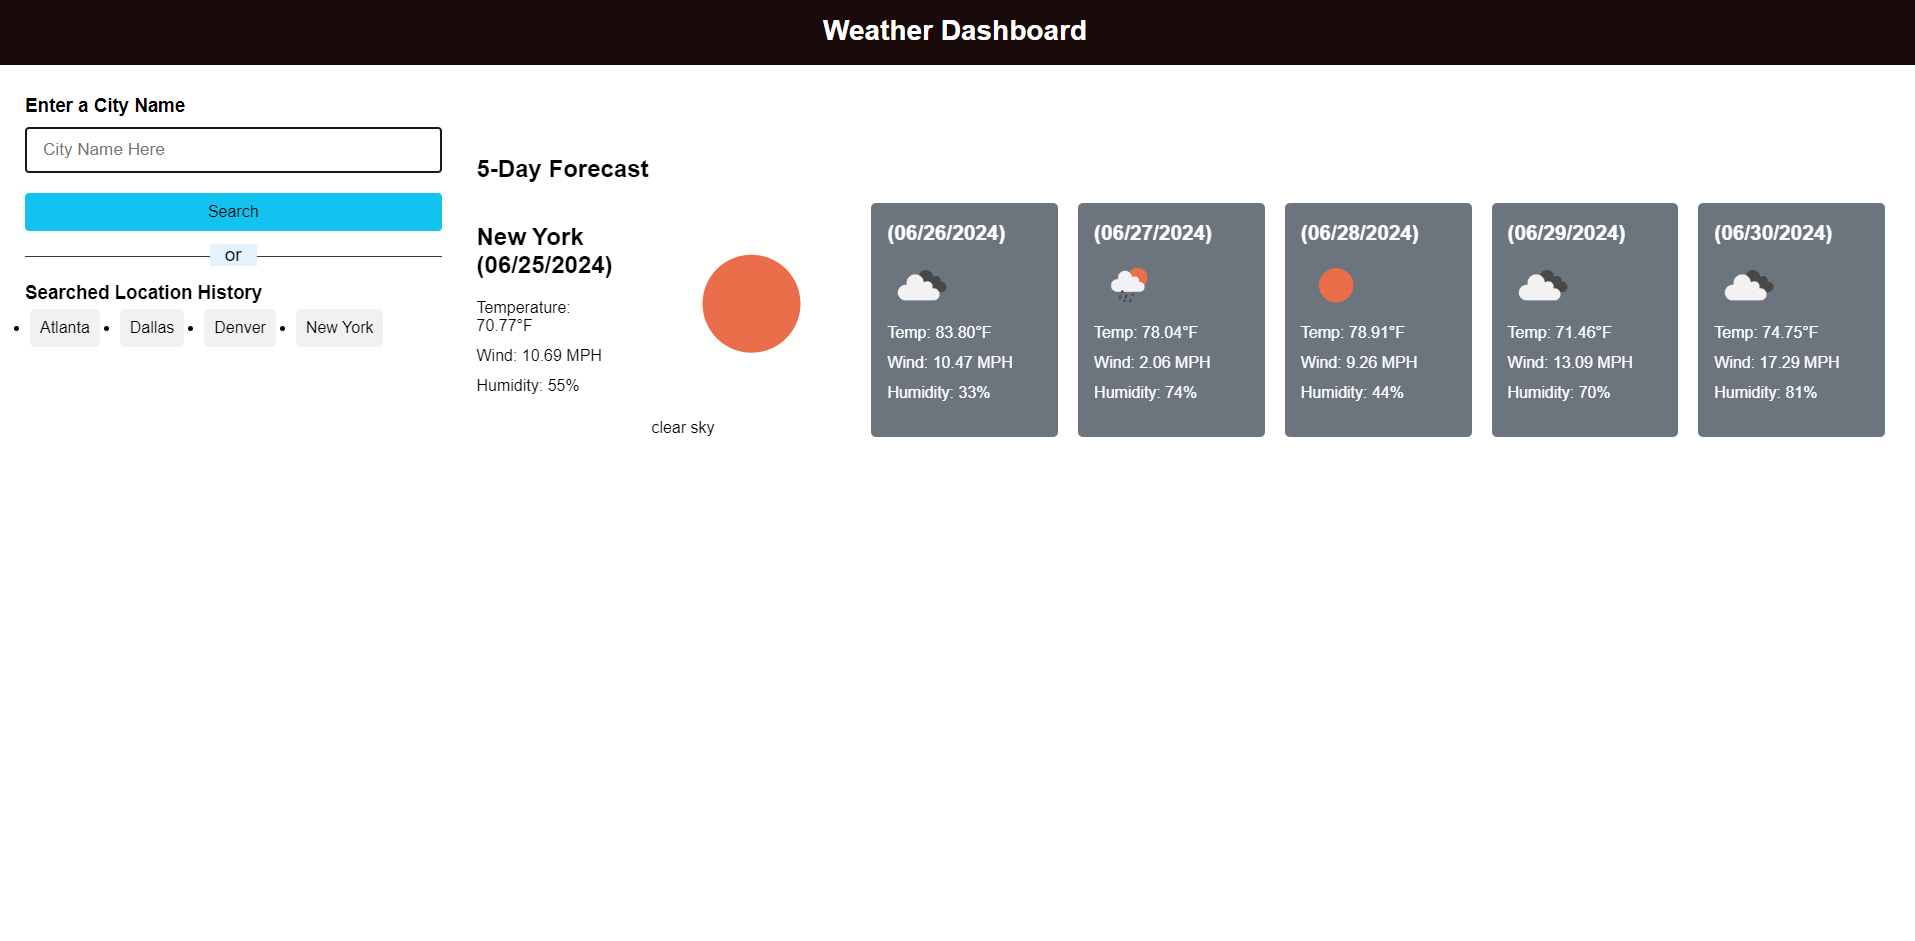 Weather Dashboard
Enter a City Name
City Name Here
Search
or
Searched Location History
Atlanta
Dallas
Denver
New York
5-Day Forecast
New York
(06/25/2024)
Temperature:
70.77°F
Wind: 10.69 MPH
Humidity: 55%
clear sky
(06/26/2024)
Temp: 83.80°F
Wind: 10.47 MPH
Humidity: 33%
(06/27/2024)
Temp: 78.04°F
Wind: 2.06 MPH
Humidity: 74%
(06/28/2024)
Temp: 78.91°F
Wind: 9.26 MPH
Humidity: 44%
(06/29/2024)
Temp: 71.46°F
Wind: 13.09 MPH
Humidity: 70%
(06/30/2024)
Temp: 74.75°F
Wind: 17.29 MPH
Humidity: 81%